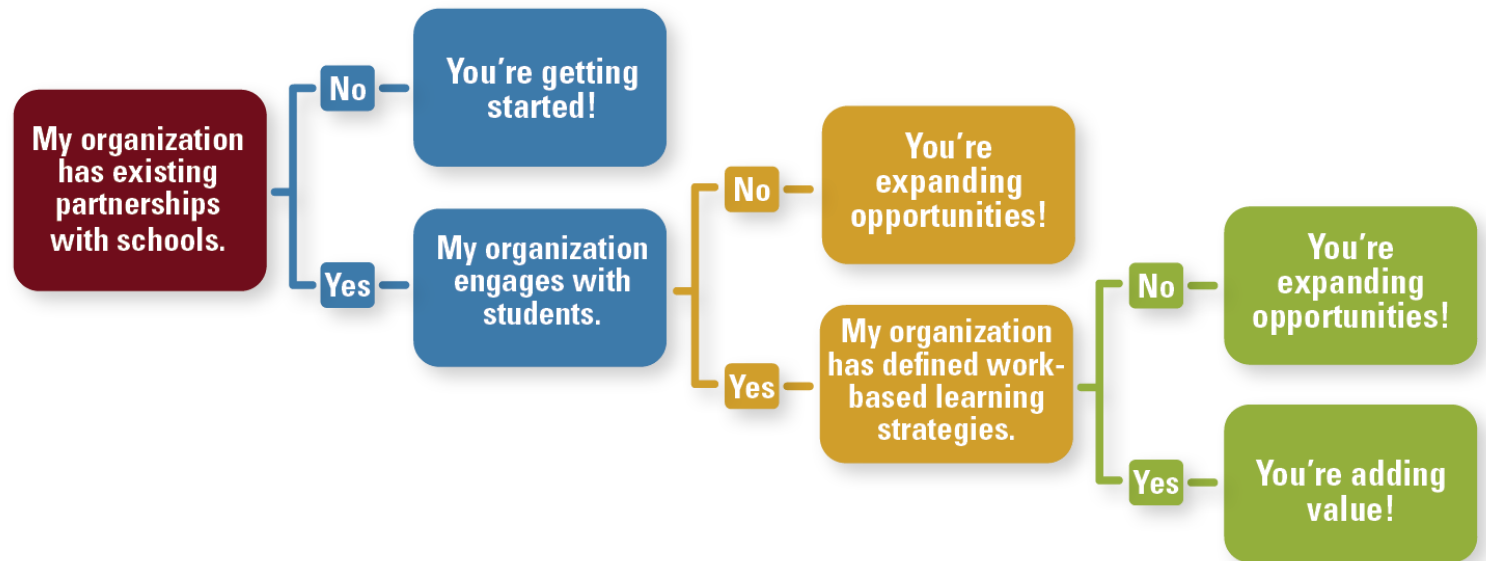 My organization
has existing
partnerships
with schools.
No
You're getting
started!
Yes
My organization
engages with
students.
No
You're
expanding
opportunities!
Yes
My organization
has defined work-
based learning
strategies.
No
You're
expanding
opportunities!
Yes
You're adding
value!